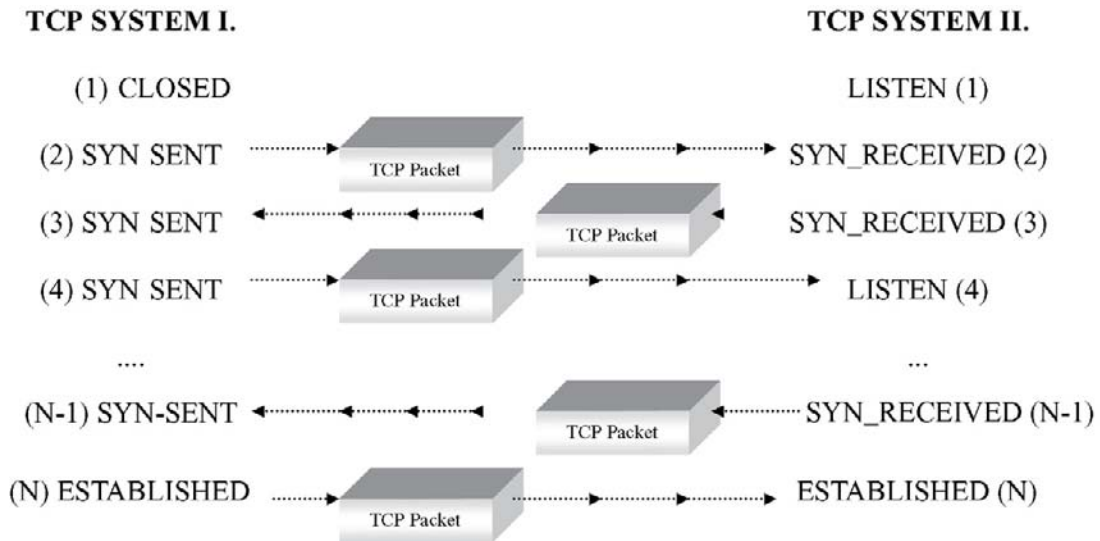 TCP SYSTEM I. TCP SYSTEM II.
(1) CLOSED LISTEN (1)
(2) SYN SENT TCP Packet SYN_RECEIVED (2)
(3) SYN SENT TCP Packet SYN_RECEIVED (3)
(4) SYN SENT TCP Packet LISTEN (4)
.... ...
(N-1) SYN-SENT TCP Packet SYN_RECEIVED (N-1)
(N) ESTABLISHED TCP Packet ESTABLISHED (N)